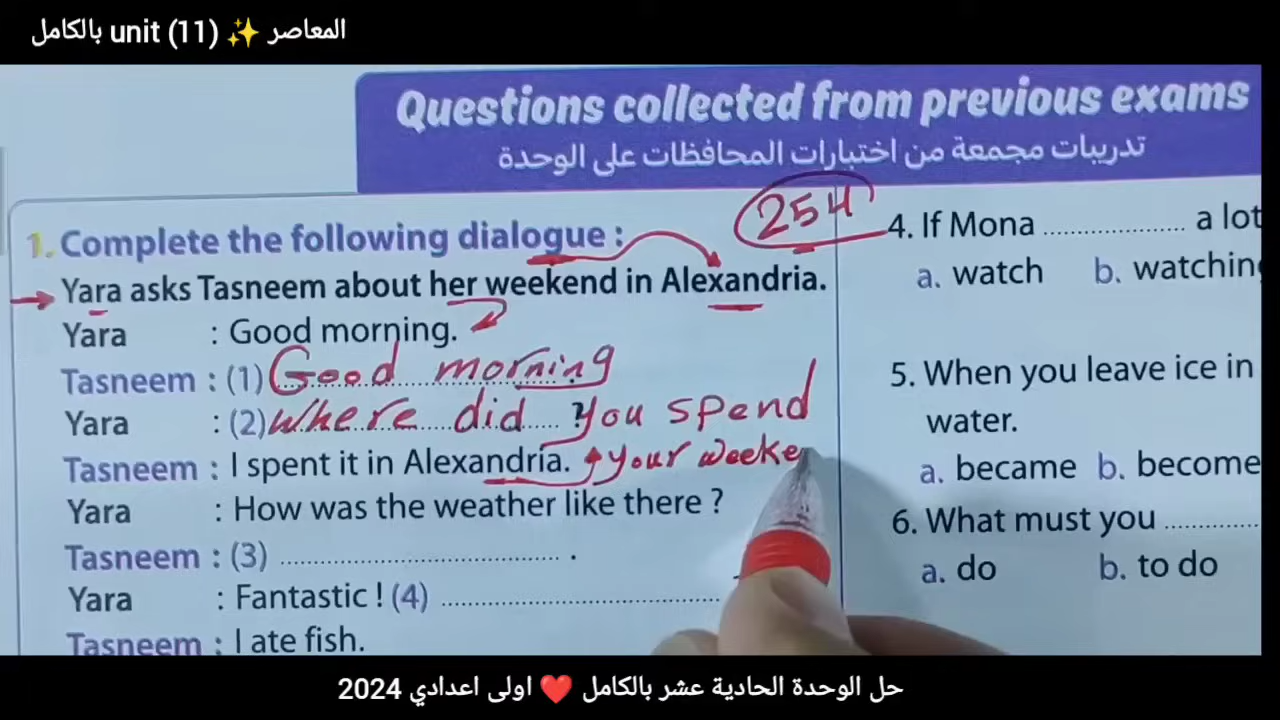 المعاصر ✨ unit (11) بالكامل
Questions collected from previous exams
تدريبات مجمعة من اختبارات المحافظات على الوحدة
254
1. Complete the following dialogue :
Yara asks Tasneem about her weekend in Alexandria.
Yara : Good morning.
Tasneem : (1) Good morning
Yara : (2) Where did you spend ?
your weeke
Tasneem : I spent it in Alexandria.
Yara : How was the weather like there ?
Tasneem : (3) .................................... .
Yara : Fantastic ! (4) ....................................
Tasneem : I ate fish.
4. If Mona .................... a lot
a. watch b. watching
5. When you leave ice in
water.
a. became b. become
6. What must you ..............
a. do b. to do
حل الوحدة الحادية عشر بالكامل ❤️ اولى اعدادي 2024